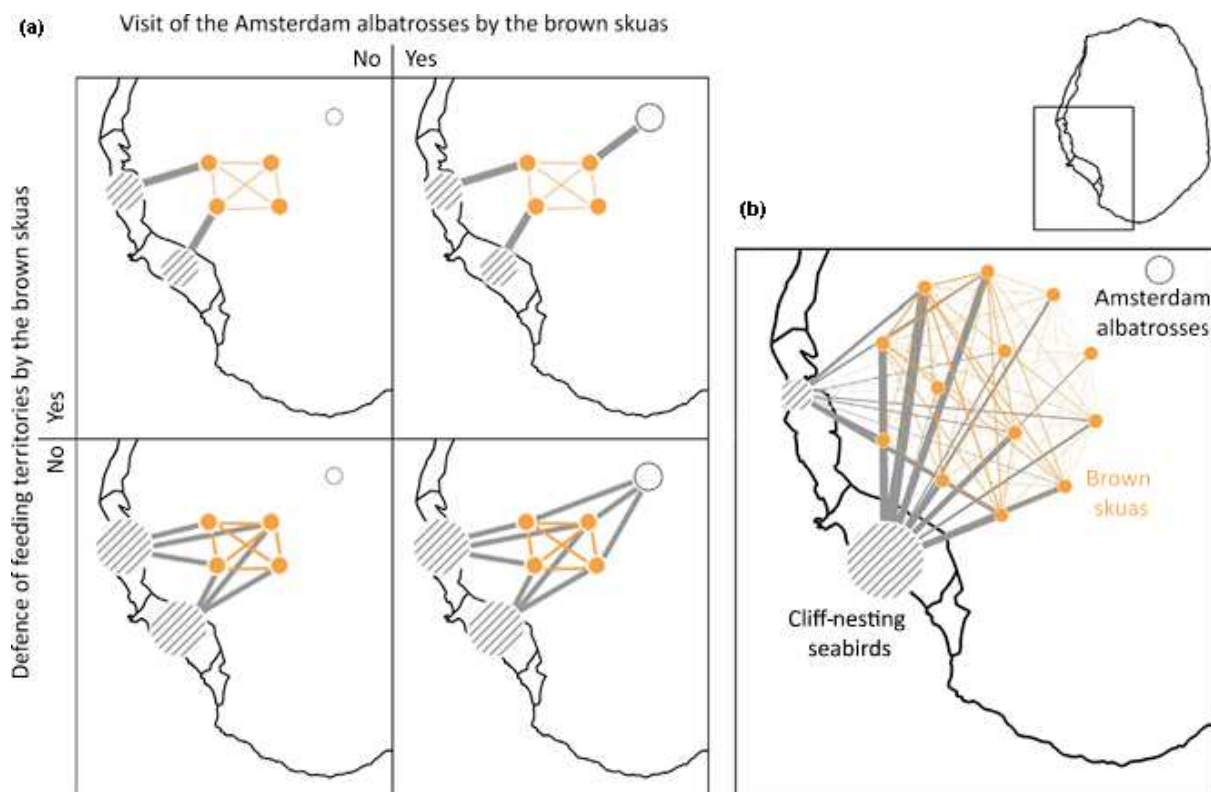 (a)
Visit of the Amsterdam albatrosses by the brown skuas
No
Yes
Defence of feeding territories by the brown skuas
Yes
No
(b)
Amsterdam
albatrosses
Brown
skuas
Cliff-nesting
seabirds